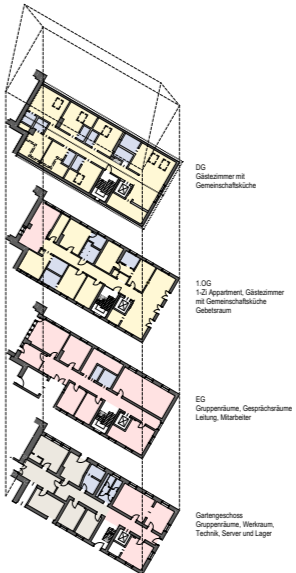 DG
Gästezimmer mit
Gemeinschaftsküche
1.OG
1-Zi Appartment, Gästezimmer
mit Gemeinschaftsküche
Gebetsraum
EG
Gruppenräume, Gesprächsräume
Leitung, Mitarbeiter
Gartengeschoss
Gruppenräume, Werkraum,
Technik, Server und Lager